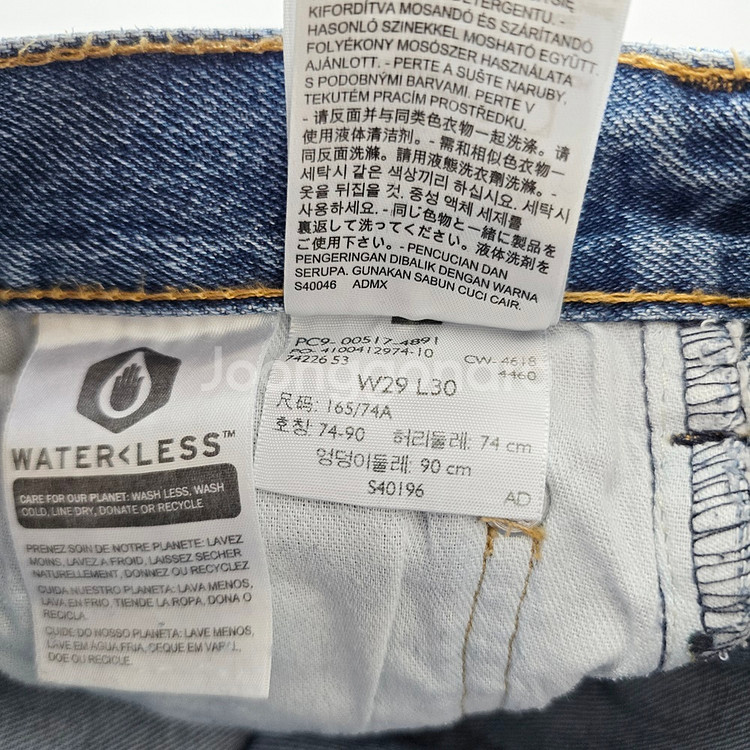 DETERGENTU. -
KIFORDÍTVA MOSANDÓ ÉS SZÁRÍTANDÓ
HASONLÓ SZINEKKEL MOSHATÓ EGYÜTT.
FOLYÉKONY MOSÓSZER HASZNÁLATA
AJÁNLOTT. - PERTE A SUŠTE NARUBY.
S PODOBNÝMI BARVAMI. PERTE V
TEKUTÉM PRACÍM PROSTŘEDKU.
- 请反面并与同类色衣物一起洗涤。请
使用液体清洁剂。- 需和相似色衣物一
同反面洗滌。請用液態洗衣劑洗滌。-
세탁시 같은 색상끼리 하십시요. 세탁시
옷을 뒤집을 것. 중성 액체 세제를
사용하세요. - 同じ色物と一緒に製品を
裏返して洗ってください。液体洗剤を
ご使用下さい。- PENCUCIAN DAN
PENGERINGAN DIBALIK DENGAN WARNA
SERUPA. GUNAKAN SABUN CUCI CAIR.
S40046 ADMX
PC9- 00517-4891
PO- 4100412974-10
74226 53
CW- 4618
4460
W29 L30
尺码: 165/74A
호칭: 74-90 허리둘레: 74 cm
엉덩이둘레: 90 cm
S40196 AD
WATER<LESS™
CARE FOR OUR PLANET: WASH LESS, WASH
COLD, LINE DRY, DONATE OR RECYCLE
PRENEZ SOIN DE NOTRE PLANETE: LAVEZ
MOINS, LAVEZ A FROID, LAISSEZ SECHER
NATURELLEMENT, DONNEZ OU RECYCLEZ
CUIDA NUESTRO PLANETA: LAVA MENOS,
LAVA EN FRIO, TIENDE LA ROPA, DONA O
RECICLA.
CUIDE DO NOSSO PLANETA: LAVE MENOS,
LAVE EM AGUA FRIA, SEQUE EM VARAL,
DOE OU RECICLE.